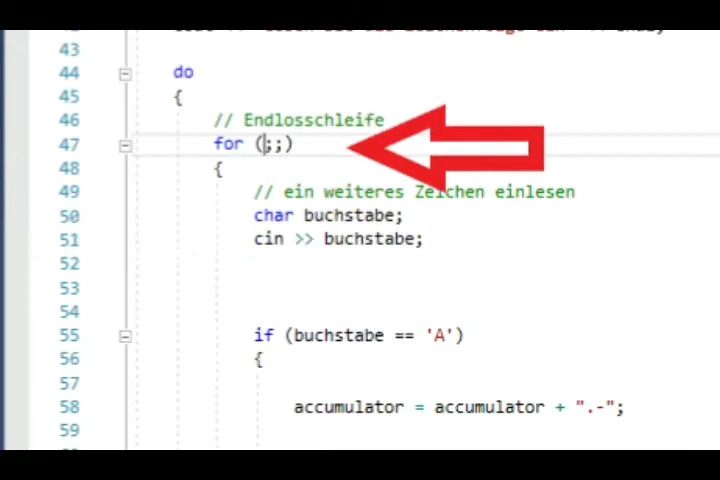 43
44 do
45 {
46 // Endlosschleife
47 for (;;)
48 {
49 // ein weiteres Zeichen einlesen
50 char buchstabe;
51 cin >> buchstabe;
52
53
54
55 if (buchstabe == 'A')
56 {
57
58 accumulator = accumulator + ".-";
59